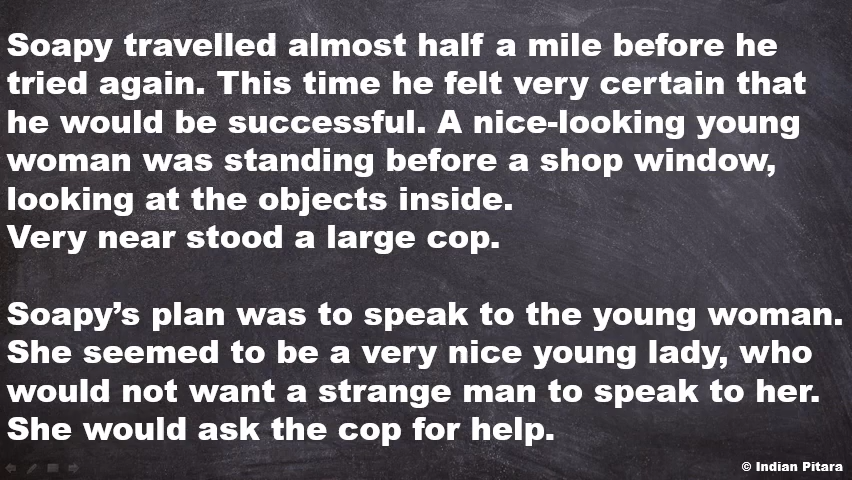 Soapy travelled almost half a mile before he
tried again. This time he felt very certain that
he would be successful. A nice-looking young
woman was standing before a shop window,
looking at the objects inside.
Very near stood a large cop.
Soapy’s plan was to speak to the young woman.
She seemed to be a very nice young lady, who
would not want a strange man to speak to her.
She would ask the cop for help.
© Indian Pitara